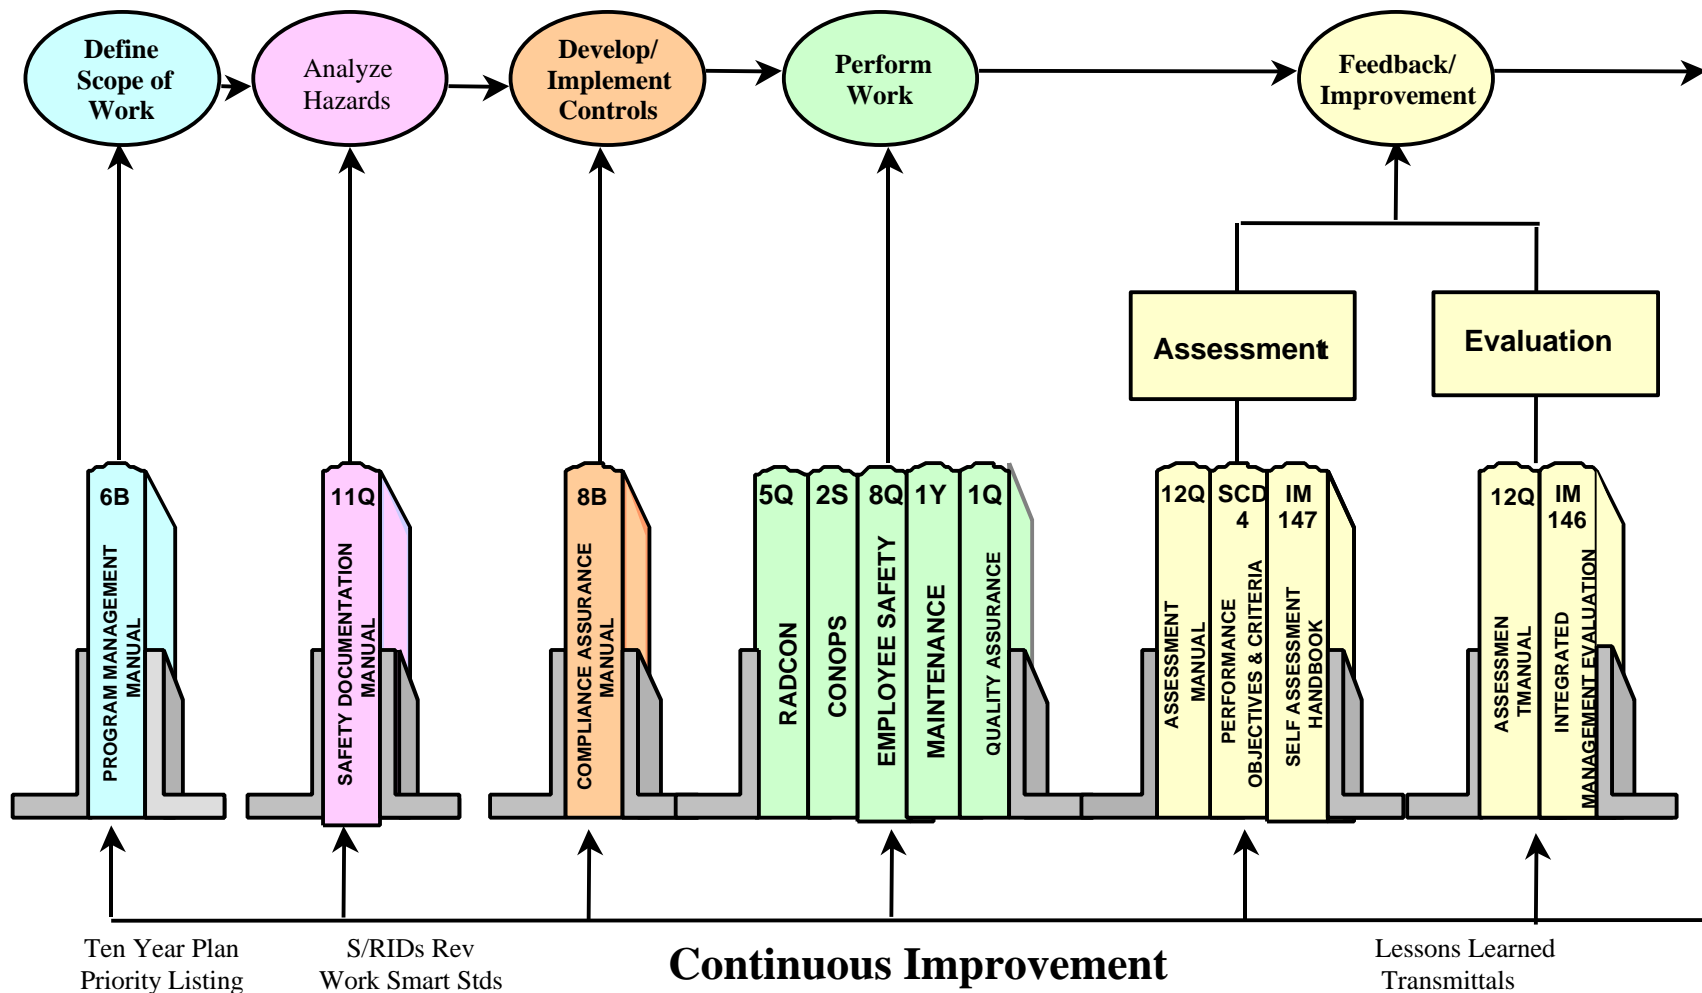 Define
Scope of
Work
Analyze
Hazards
Develop/
Implement
Controls
Perform
Work
Feedback/
Improvement
Assessment
Evaluation
6B
PROGRAM MANAGEMENT
MANUAL
11Q
SAFETY DOCUMENTATION
MANUAL
8B
COMPLIANCE ASSURANCE
MANUAL
5Q
RADCON
2S
CONOPS
8Q
EMPLOYEE SAFETY
1Y
MAINTENANCE
1Q
QUALITY ASSURANCE
12Q
ASSESSMENT
MANUAL
SCD
4
PERFORMANCE
OBJECTIVES & CRITERIA
IM
147
SELF ASSESSMENT
HANDBOOK
12Q
ASSESSMEN
TMANUAL
IM
146
INTEGRATED
MANAGEMENT EVALUATION
Ten Year Plan
Priority Listing
S/RIDs Rev
Work Smart Stds
Continuous Improvement
Lessons Learned
Transmittals